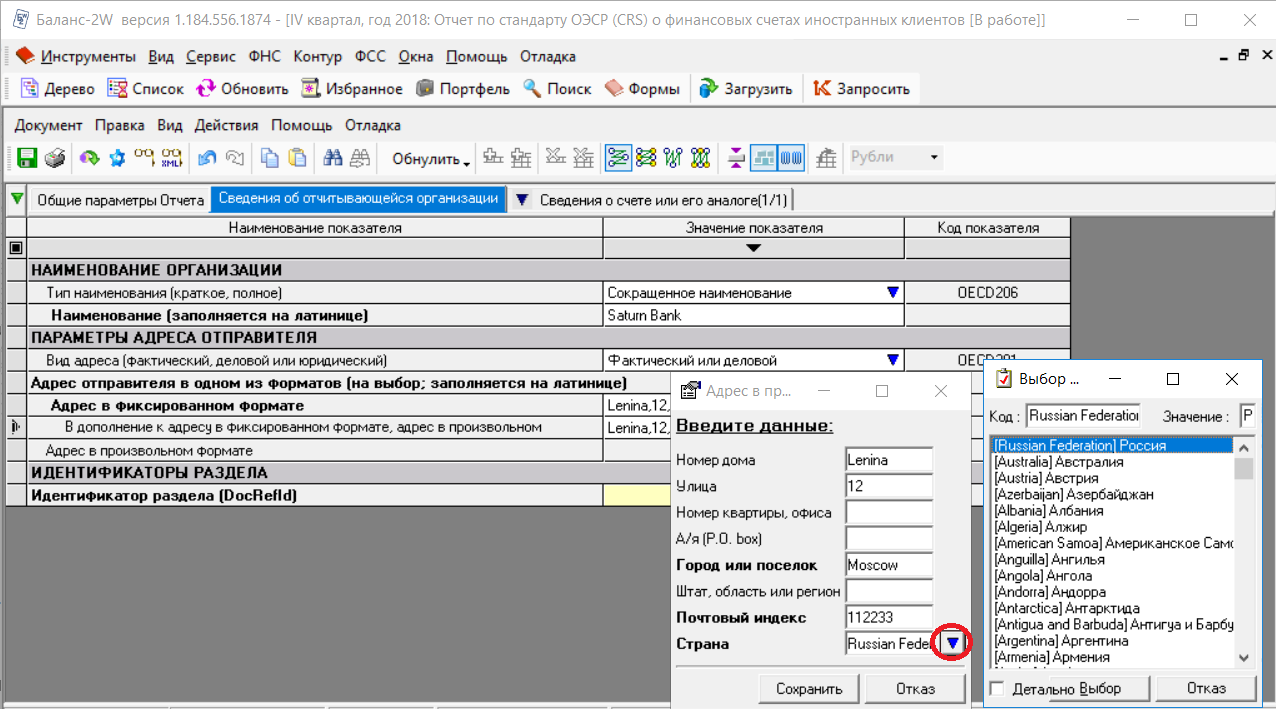 Баланс-2W версия 1.184.556.1874 - [IV квартал, год 2018: Отчет по стандарту ОЭСР (CRS) о финансовых счетах иностранных клиентов [В работе]]
Инструменты Вид Сервис ФНС Контур ФСС Окна Помощь Отладка
Дерево Список Обновить Избранное Портфель Поиск Формы Загрузить Запросить
Документ Правка Вид Действия Помощь Отладка
XML Обнулить Рубли
Общие параметры Отчета Сведения об отчитывающейся организации Сведения о счете или его аналоге(1/1)
Наименование показателя Значение показателя Код показателя
НАИМЕНОВАНИЕ ОРГАНИЗАЦИИ
Тип наименования (краткое, полное) Сокращенное наименование OECD206
Наименование (заполняется на латинице) Saturn Bank
ПАРАМЕТРЫ АДРЕСА ОТПРАВИТЕЛЯ
Вид адреса (фактический, деловой или юридический) Фактический или деловой
Адрес отправителя в одном из форматов (на выбор; заполняется на латинице)
Адрес в фиксированном формате Lenina,12,
В дополнение к адресу в фиксированном формате, адрес в произвольном Lenina,12,
Адрес в произвольном формате
ИДЕНТИФИКАТОРЫ РАЗДЕЛА
Идентификатор раздела (DocRefId)
Адрес в пр...
Введите данные:
Номер дома Lenina
Улица 12
Номер квартиры, офиса
А/я (P.O. box)
Город или поселок Moscow
Штат, область или регион
Почтовый индекс 112233
Страна Russian Feder
Сохранить Отказ
Выбор ...
Код : Russian Federation Значение : Р
[Russian Federation] Россия
[Australia] Австралия
[Austria] Австрия
[Azerbaijan] Азербайджан
[Albania] Албания
[Algeria] Алжир
[American Samoa] Американское Само
[Anguilla] Ангилья
[Angola] Ангола
[Andorra] Андорра
[Antarctica] Антарктида
[Antigua and Barbuda] Антигуа и Барбу
[Argentina] Аргентина
[Armenia] Армения
Детально Выбор Отказ